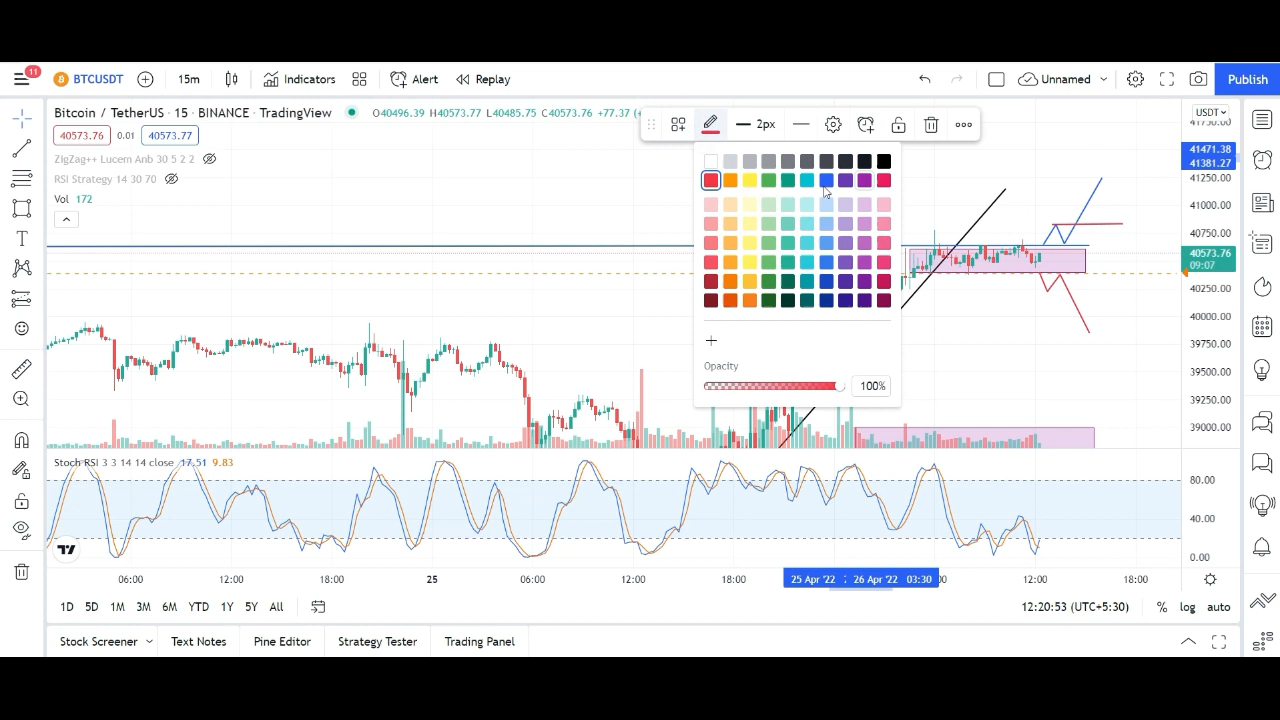 11
BTCUSDT 15m Indicators Alert Replay Unnamed Publish
Bitcoin / TetherUS · 15 · BINANCE · TradingView O40496.39 H40573.77 L40485.75 C40573.76 +77.37
40573.76 0.01 40573.77
ZigZag++ Lucem Anb 30 5 2 2
RSI Strategy 14 30 70
Vol 172
2px
Opacity
100%
USDT
41750.00
41471.38
41381.27
41250.00
41000.00
40750.00
40573.76
09:07
40250.00
40000.00
39750.00
39500.00
39250.00
39000.00
Stoch RSI 3 3 14 14 close 17.51 9.83
80.00
40.00
0.00
06:00 12:00 18:00 25 06:00 12:00 18:00 25 Apr '22 26 Apr '22 03:30 12:00 18:00
1D 5D 1M 3M 6M YTD 1Y 5Y All 12:20:53 (UTC+5:30) % log auto
Stock Screener Text Notes Pine Editor Strategy Tester Trading Panel